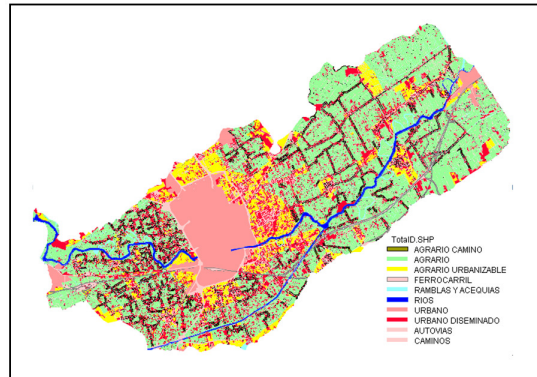 TotalD.SHP
AGRARIO CAMINO
AGRARIO
AGRARIO URBANIZABLE
FERROCARRIL
RAMBLAS Y ACEQUIAS
RIOS
URBANO
URBANO DISEMINADO
AUTOVIAS
CAMINOS